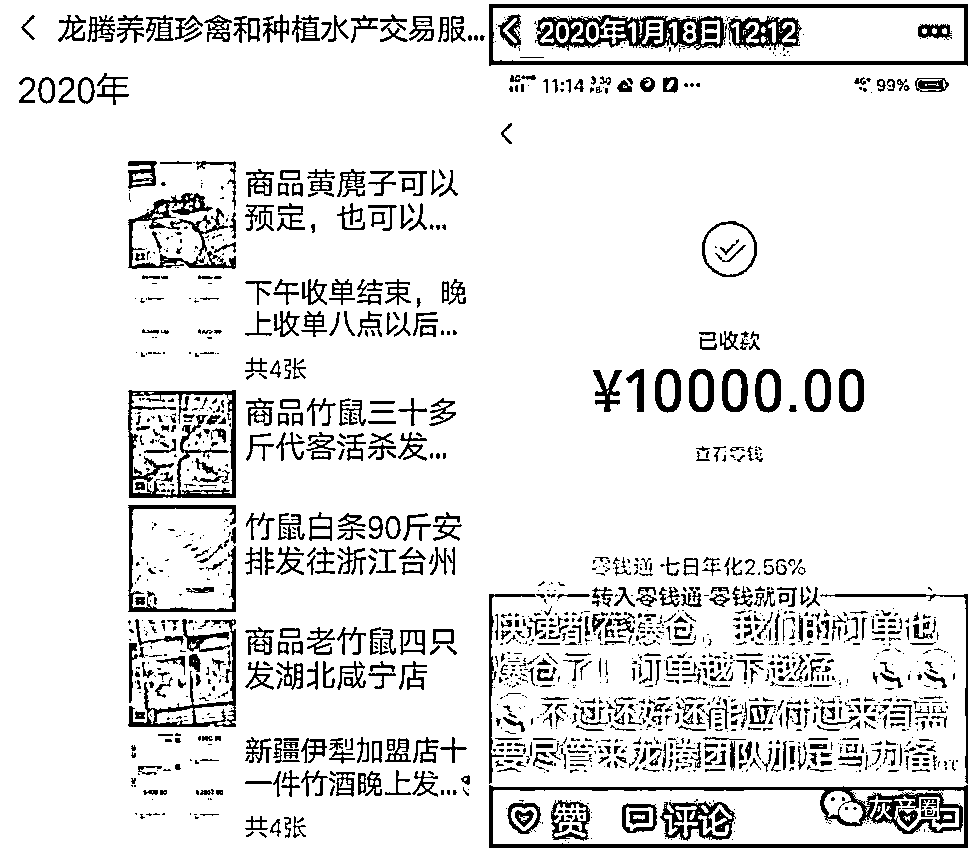 龙腾养殖珍禽和种植水产交易服...
2020年
商品黄麂子可以
预定，也可以...
下午收单结束，晚
上收单八点以后...
共4张
商品竹鼠三十多
斤代客活杀发...
竹鼠白条90斤安
排发往浙江台州
商品老竹鼠四只
发湖北咸宁店
新疆伊犁加盟店十
一件竹酒晚上发...
共4张
2020年1月18日 12:12
11:14
99%
已收款
¥10000.00
查看零钱
零钱通 七日年化2.56%
转入零钱通 零钱就可以
快递都在爆仓，我们的订单也
爆仓了！订单越下越猛，
不过还好还能应付过来有需
要尽管来龙腾团队加足马力备...
赞
评论
灰产圈